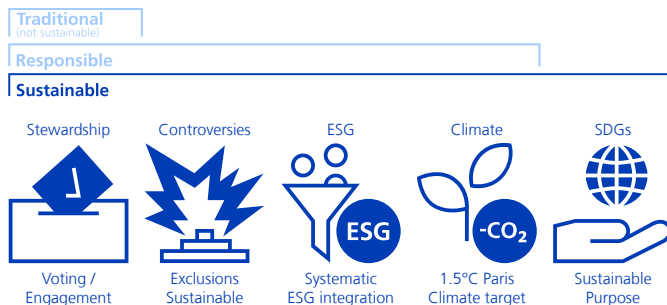 Traditional
(not sustainable)
Responsible
Sustainable
Stewardship
Controversies
ESG
Climate
SDGs
ESG
-CO₂
Voting /
Engagement
Exclusions
Sustainable
Systematic
ESG integration
1.5°C Paris
Climate target
Sustainable
Purpose